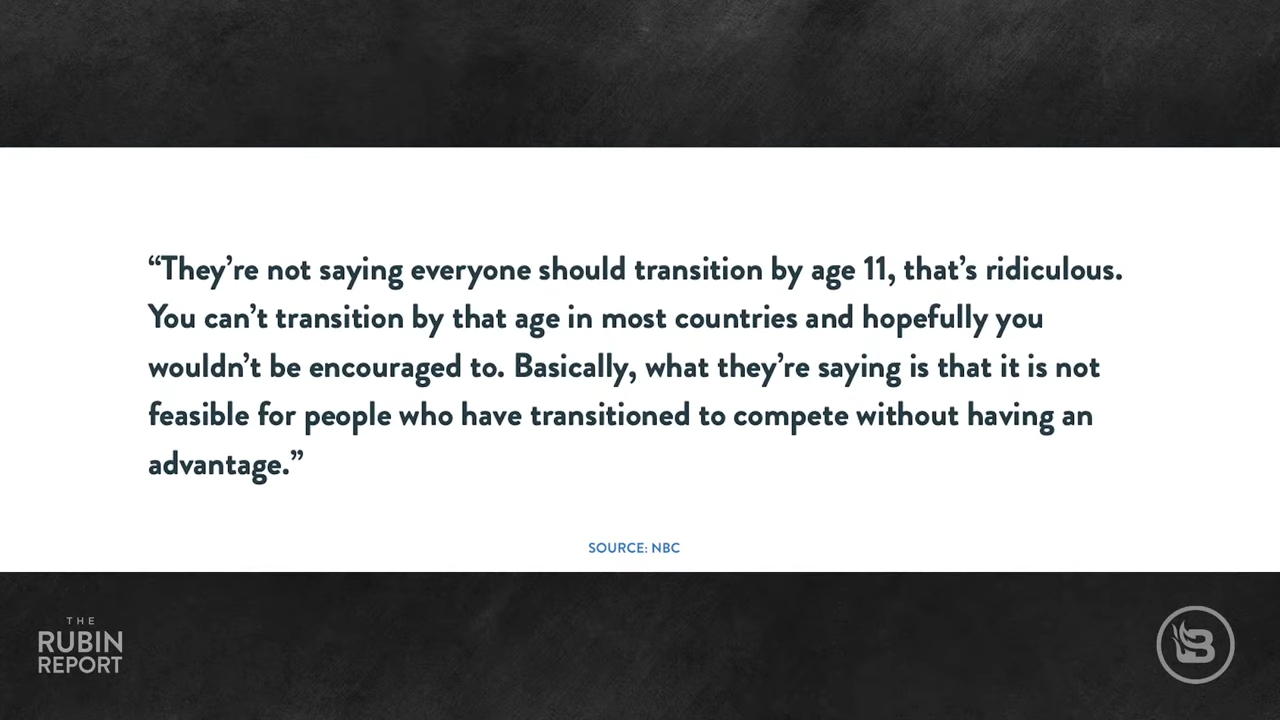 “They’re not saying everyone should transition by age 11, that’s ridiculous.
You can’t transition by that age in most countries and hopefully you
wouldn’t be encouraged to. Basically, what they’re saying is that it is not
feasible for people who have transitioned to compete without having an
advantage.”
SOURCE: NBC
THE
RUBIN
REPORT
B